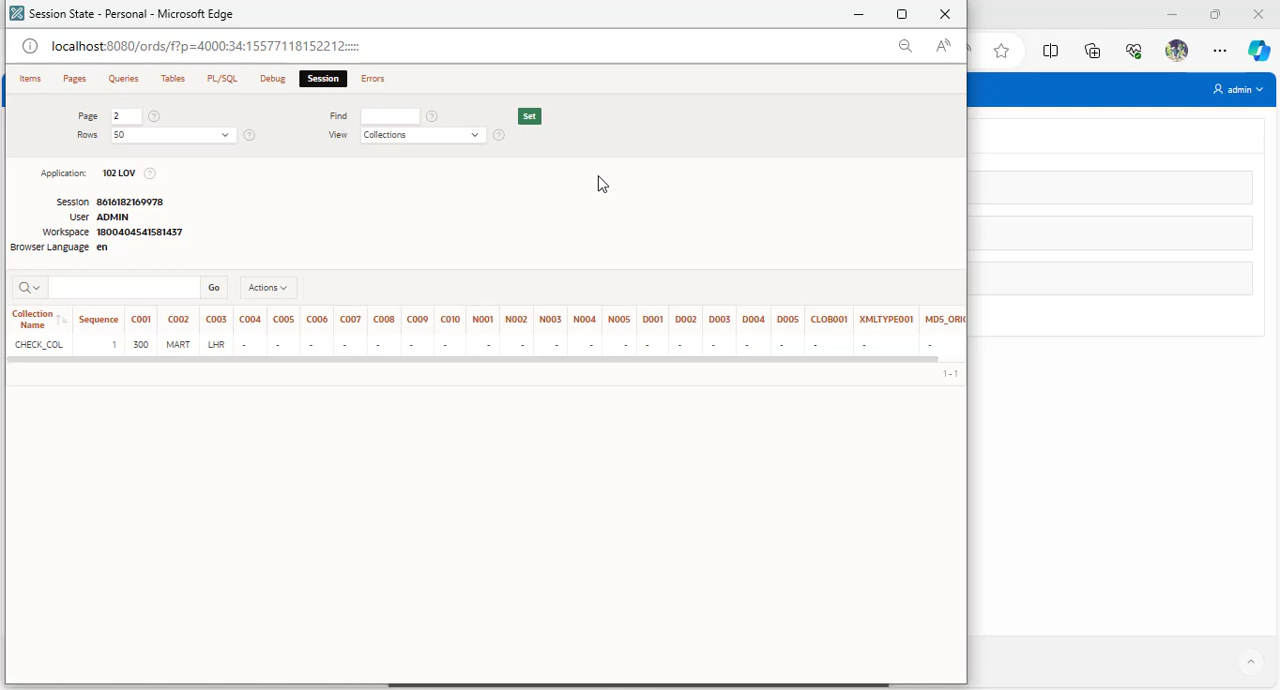 Session State - Personal - Microsoft Edge
localhost:8080/ords/f?p=4000:34:15577118152212:::::
Items Pages Queries Tables PL/SQL Debug Session Errors
admin
Page 2 Find Set
Rows 50 View Collections
Application: 102 LOV
Session 8616182169978
User ADMIN
Workspace 1800404541581437
Browser Language en
Go Actions
Collection Name Sequence C001 C002 C003 C004 C005 C006 C007 C008 C009 C010 N001 N002 N003 N004 N005 D001 D002 D003 D004 D005 CLOB001 XMLTYPE001 MD5_ORIG
CHECK_COL 1 300 MART LHR - - - - - - - - - - - - - - - - - - - -
1 - 1